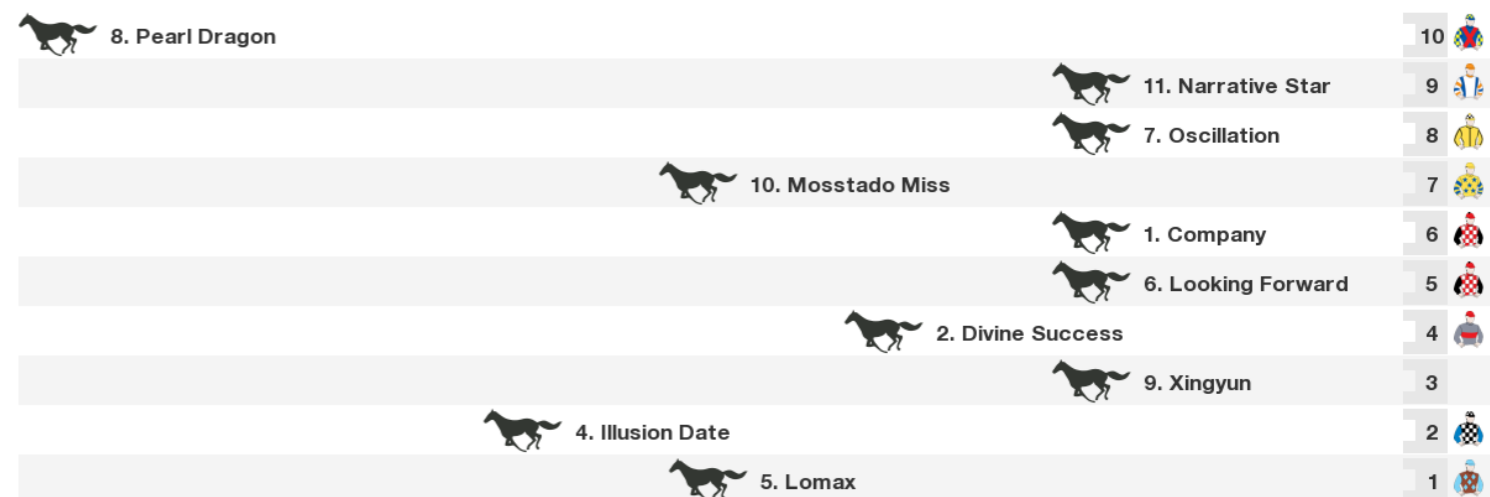 8. Pearl Dragon 10
11. Narrative Star 9
7. Oscillation 8
10. Mosstado Miss 7
1. Company 6
6. Looking Forward 5
2. Divine Success 4
9. Xingyun 3
4. Illusion Date 2
5. Lomax 1